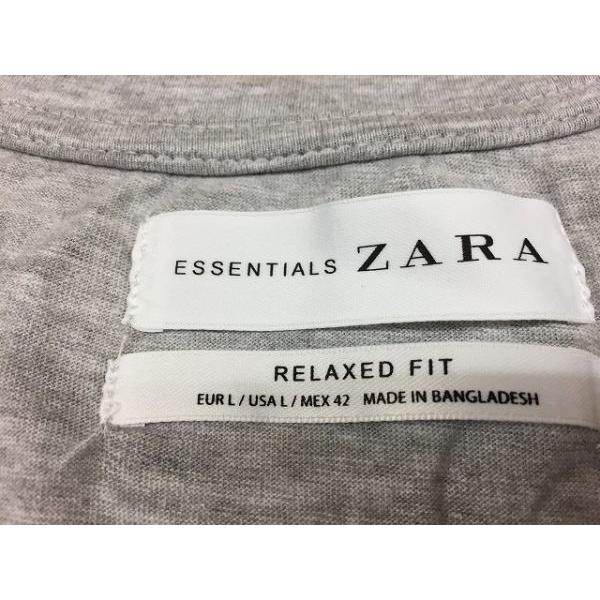 ESSENTIALS ZARA
RELAXED FIT
EUR L / USA L / MEX 42 MADE IN BANGLADESH